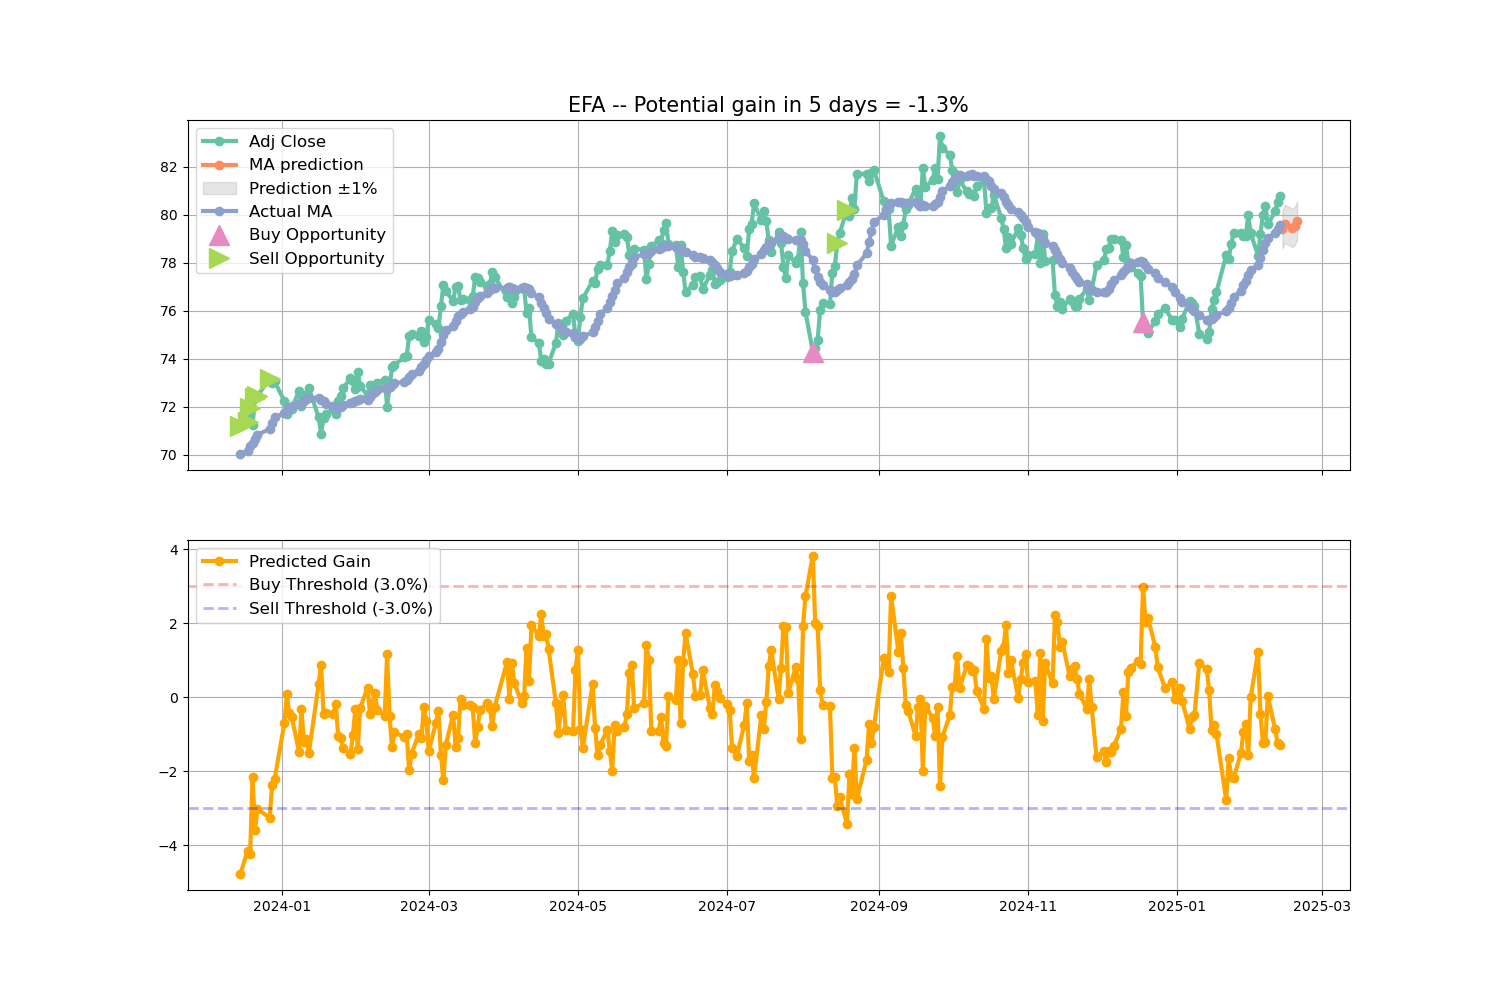 EFA -- Potential gain in 5 days = -1.3%
Adj Close
MA prediction
Prediction ±1%
Actual MA
Buy Opportunity
Sell Opportunity
82
80
78
76
74
72
70
Predicted Gain
Buy Threshold (3.0%)
Sell Threshold (-3.0%)
4
2
0
−2
−4
2024-01 2024-03 2024-05 2024-07 2024-09 2024-11 2025-01 2025-03